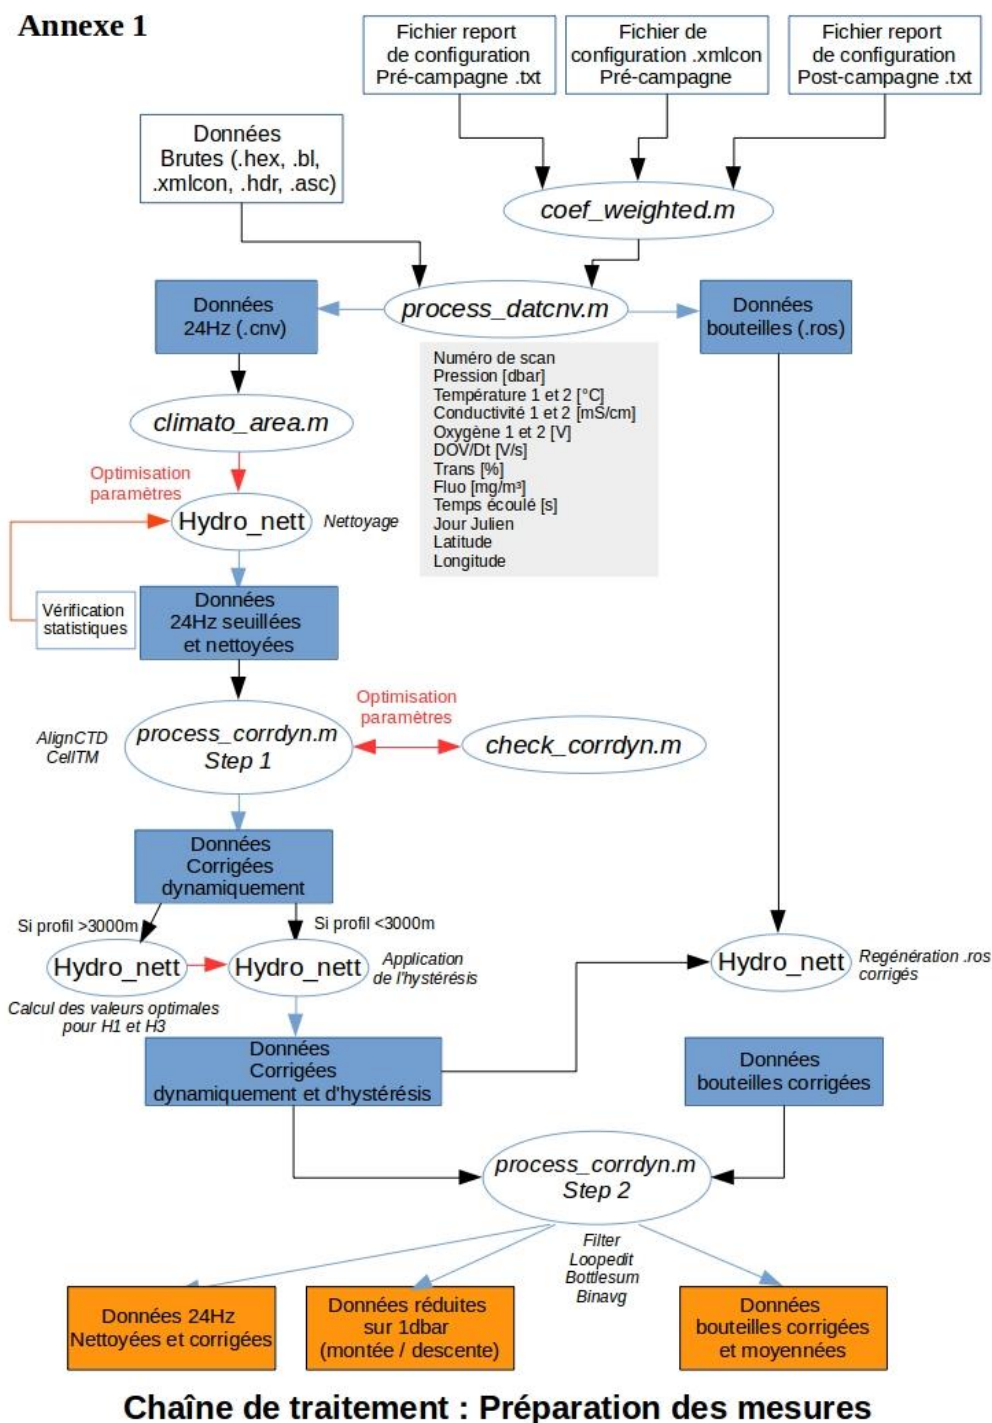 Annexe 1
Fichier report
de configuration
Pré-campagne .txt
Fichier de
configuration .xmlcon
Pré-campagne
Fichier report
de configuration
Post-campagne .txt
Données
Brutes (.hex, .bl,
.xmlcon, .hdr, .asc)
coef_weighted.m
Données
24Hz (.cnv)
process_datcnv.m
Données
bouteilles (.ros)
Numéro de scan
Pression [dbar]
Température 1 et 2 [°C]
Conductivité 1 et 2 [mS/cm]
Oxygène 1 et 2 [V]
DOV/Dt [V/s]
Trans [%]
Fluo [mg/m³]
Temps écoulé [s]
Jour Julien
Latitude
Longitude
climato_area.m
Optimisation
paramètres
Hydro_nett
Nettoyage
Vérification
statistiques
Données
24Hz seuillées
et nettoyées
AlignCTD
CellTM
process_corrdyn.m
Step 1
Optimisation
paramètres
check_corrdyn.m
Données
Corrigées
dynamiquement
Si profil >3000m
Si profil <3000m
Hydro_nett
Calcul des valeurs optimales
pour H1 et H3
Hydro_nett
Application
de l'hystérésis
Hydro_nett
Regénération .ros
corrigés
Données
Corrigées
dynamiquement et d'hystérésis
Données
bouteilles corrigées
process_corrdyn.m
Step 2
Filter
Loopedit
Bottlesum
Binavg
Données 24Hz
Nettoyées et corrigées
Données réduites
sur 1dbar
(montée / descente)
Données
bouteilles corrigées
et moyennées
Chaîne de traitement : Préparation des mesures